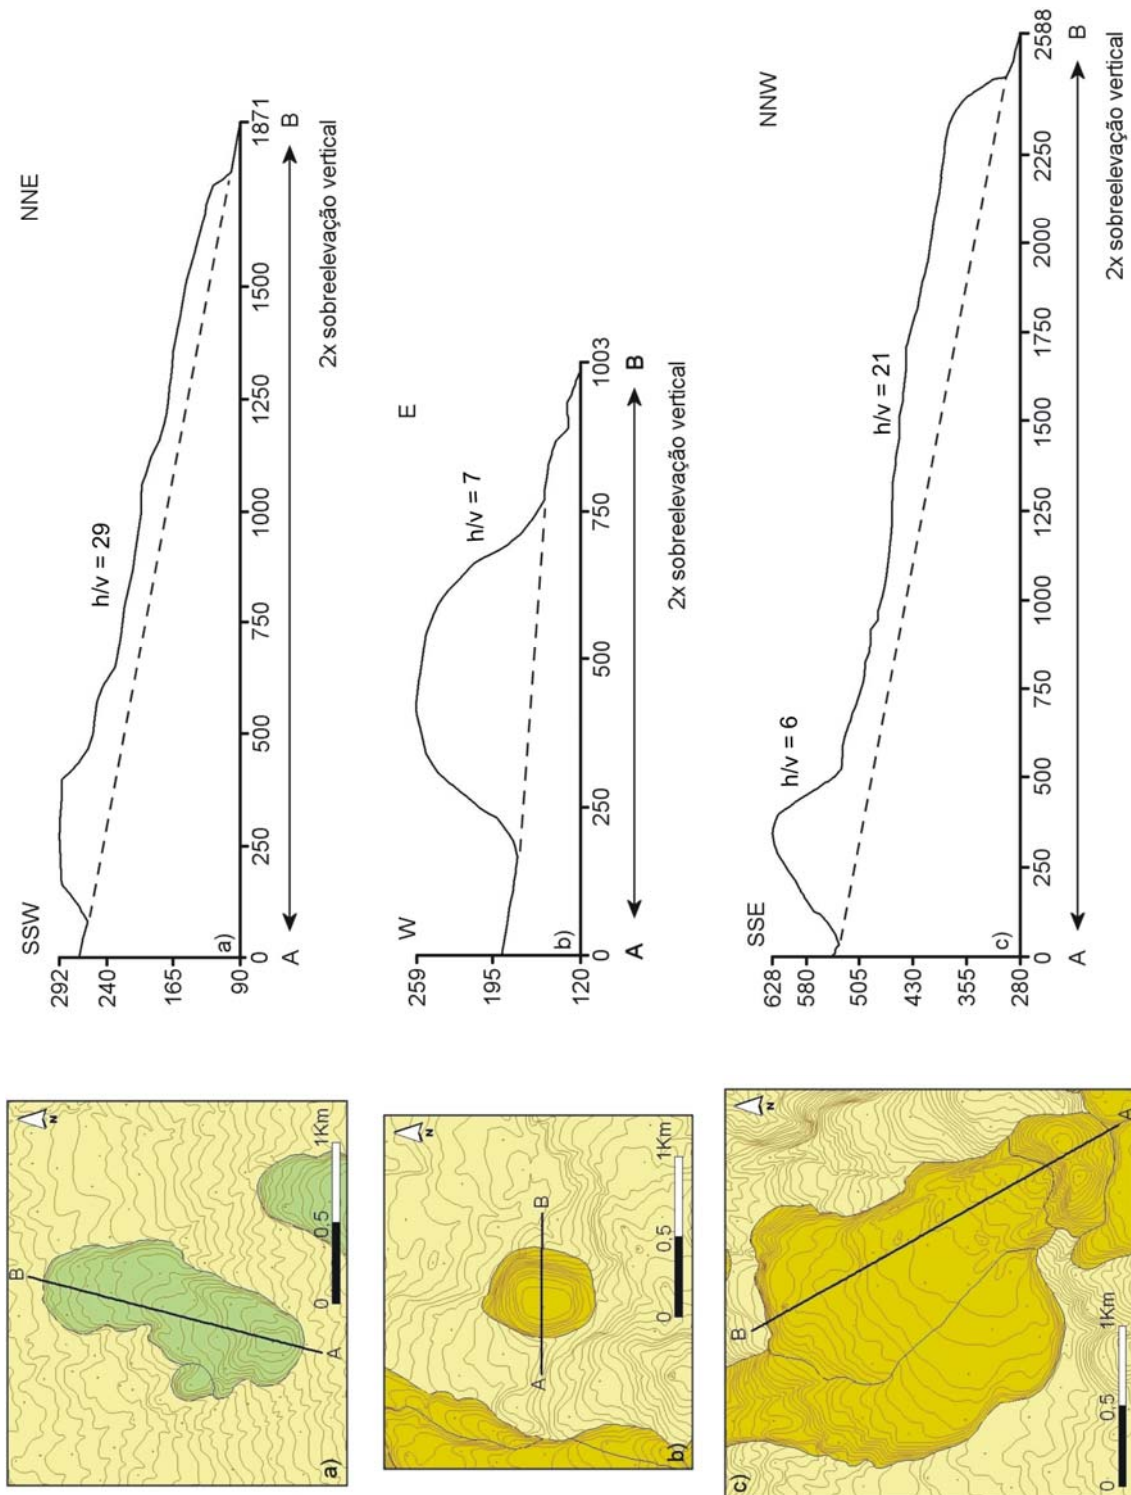 SSW
NNE
292
240
165
90
h/v = 29
0
250
500
750
1000
1250
1500
1871
a)
A
B
2x sobreelevação vertical
W
E
259
195
120
h/v = 7
0
250
500
750
1003
b)
A
B
2x sobreelevação vertical
SSE
NNW
628
580
505
430
355
280
h/v = 6
h/v = 21
0
250
500
750
1000
1250
1500
1750
2000
2250
2588
c)
A
B
2x sobreelevação vertical
a)
N
A
B
0
0.5
1Km
b)
N
A
B
0
0.5
1Km
c)
N
A
B
0
0.5
1Km